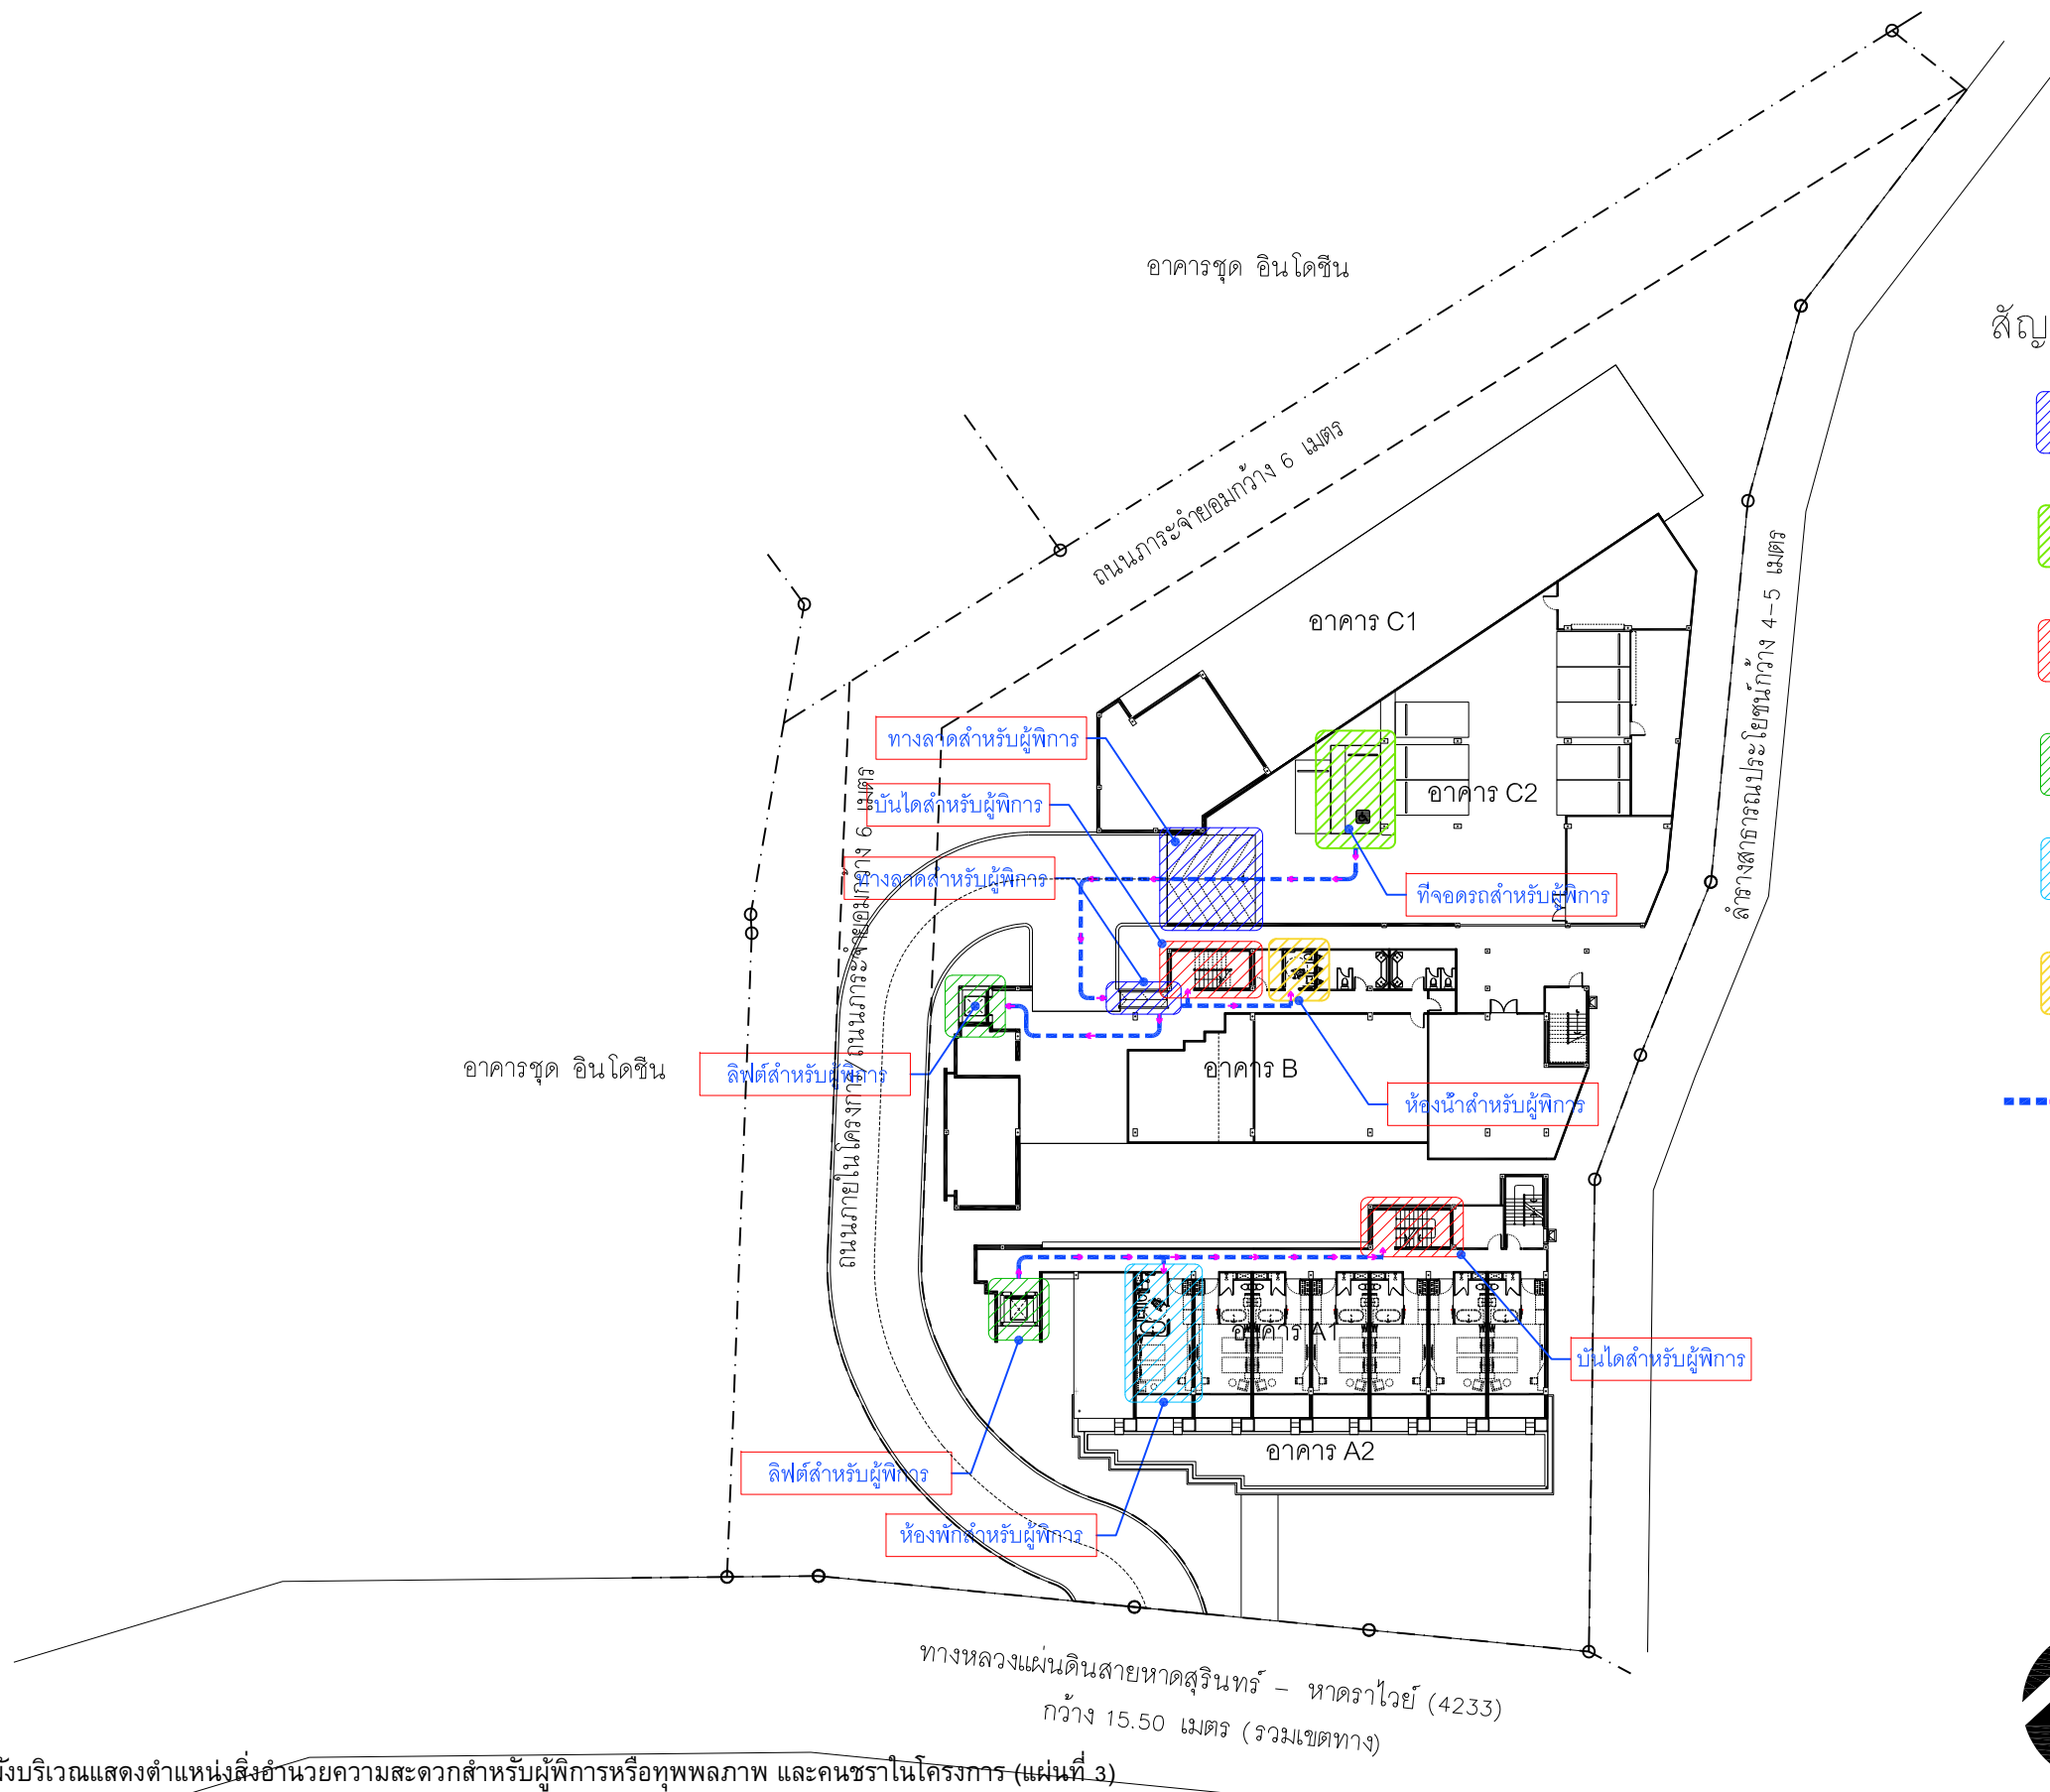 อาคารชุด อินโดชีน
สัญ
ถนนภาระจำยอมกว้าง 6 เมตร
ลำรางสาธารณประโยชน์กว้าง 4-5 เมตร
อาคาร C1
ทางลาดสำหรับผู้พิการ
บันไดสำหรับผู้พิการ
อาคาร C2
ทางลาดสำหรับผู้พิการ
ที่จอดรถสำหรับผู้พิการ
ถนนภายในโครงการ/ถนนภาระจำยอมกว้าง 6 เมตร
อาคารชุด อินโดชีน
ลิฟต์สำหรับผู้พิการ
อาคาร B
ห้องน้ำสำหรับผู้พิการ
อาคาร A1
บันไดสำหรับผู้พิการ
อาคาร A2
ลิฟต์สำหรับผู้พิการ
ห้องพักสำหรับผู้พิการ
ทางหลวงแผ่นดินสายหาดสุรินทร์ - หาดราไวย์ (4233)
กว้าง 15.50 เมตร (รวมเขตทาง)
ผังบริเวณแสดงตำแหน่งสิ่งอำนวยความสะดวกสำหรับผู้พิการหรือทุพพลภาพ และคนชราในโครงการ (แผ่นที่ 3)